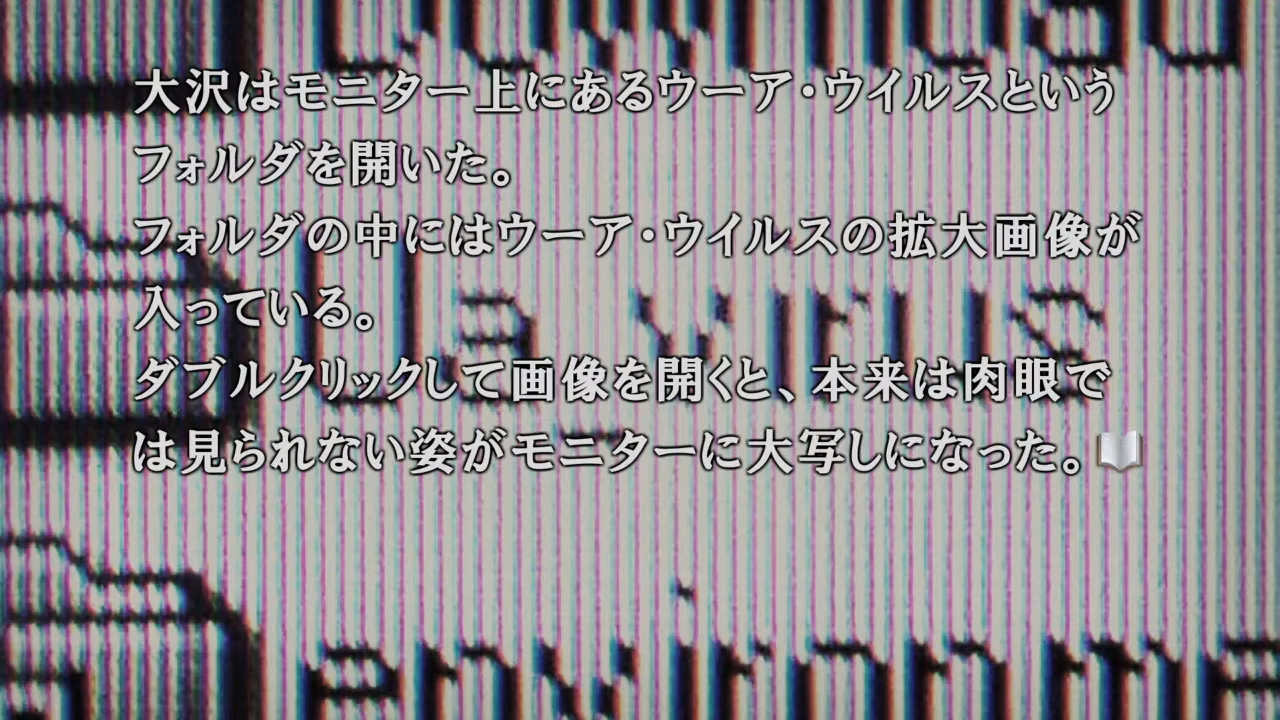 大沢はモニター上にあるウーア・ウイルスという
フォルダを開いた。
フォルダの中にはウーア・ウイルスの拡大画像が
入っている。
ダブルクリックして画像を開くと、本来は肉眼で
は見られない姿がモニターに大写しになった。
Ua virus
environme